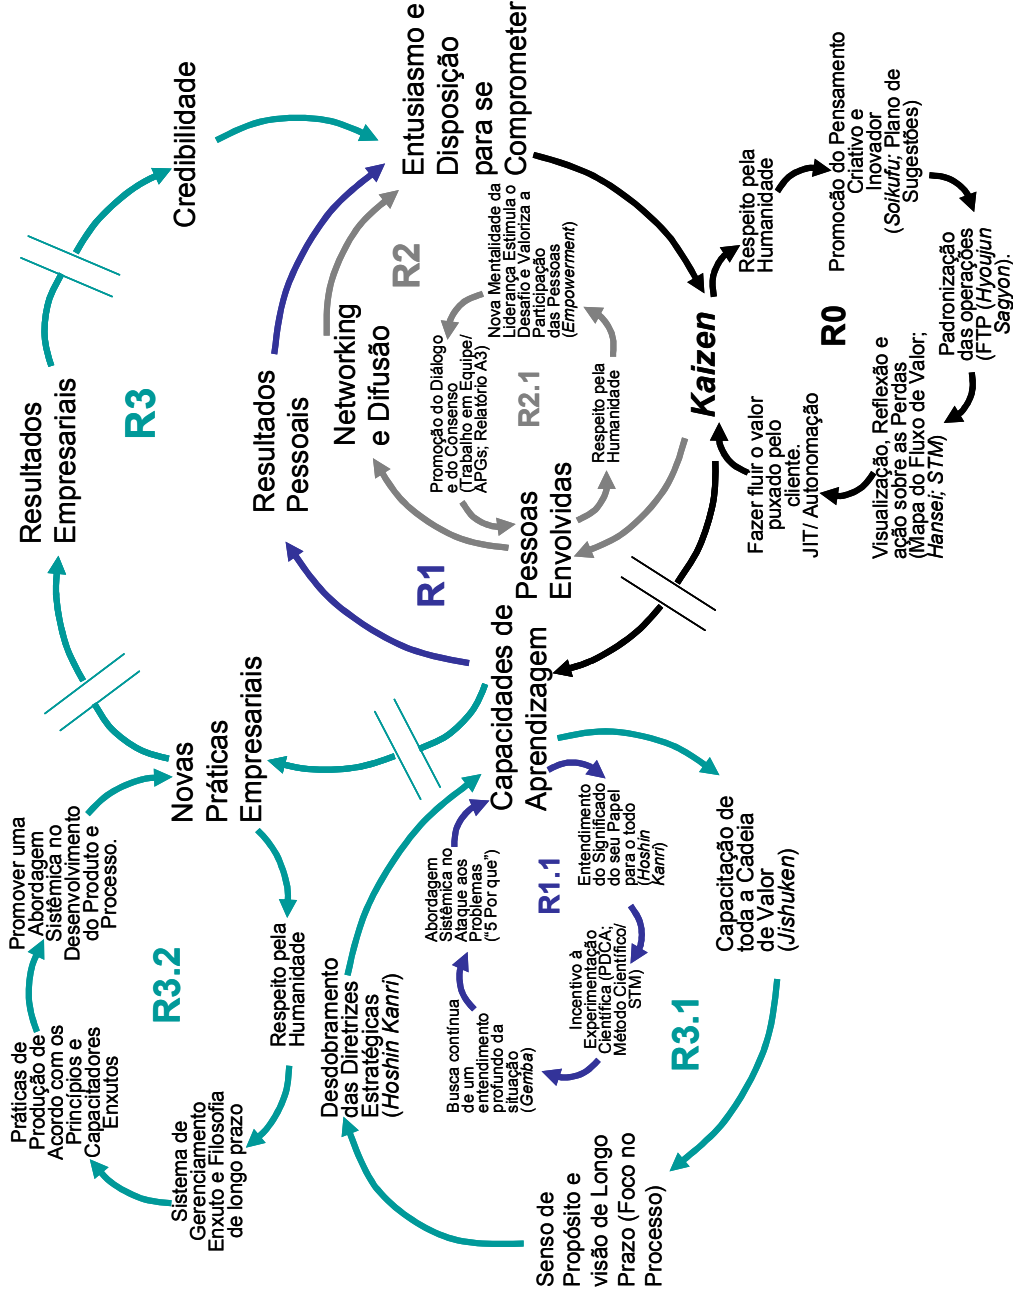 Práticas de
Produção de
Acordo com os
Princípios e
Capacitadores
Enxutos
Promover uma
Abordagem
Sistêmica no
Desenvolvimento
do Produto e
Processo.
Resultados
Empresariais
R3
Credibilidade
R3.2
Sistema de
Gerenciamento
Enxuto e Filosofia
de longo prazo
Novas
Práticas
Empresariais
Respeito pela
Humanidade
Resultados
Pessoais
Desdobramento
das Diretrizes
Estratégicas
(Hoshin Kanri)
Networking
e Difusão
R2
Entusiasmo e
Disposição
para se
Comprometer
R1
Promoção do Diálogo
e do Consenso
(Trabalho em Equipe/
APGs; Relatório A3)
Nova Mentalidade da
Liderança Estimula o
Desafio e Valoriza a
Participação
das Pessoas
(Empowerment)
R2.1
Busca contínua
de um
entendimento
profundo da
situação
(Gemba)
Abordagem
Sistêmica no
Ataque aos
Problemas
(“5 Por que”)
Capacidades de
Aprendizagem
Pessoas
Envolvidas
Respeito pela
Humanidade
R1.1
Senso de
Propósito e
visão de Longo
Prazo (Foco no
Processo)
Incentivo à
Experimentação
Científica (PDCA;
Método Científico/
STM)
Entendimento
do Significado
do seu Papel
para o todo
(Hoshin
Kanri)
R3.1
Capacitação de
toda a Cadeia
de Valor
(Jishuken)
Kaizen
Respeito pela
Humanidade
Fazer fluir o valor
puxado pelo
cliente.
JIT/ Autonomação
R0
Promocão do Pensamento
Criativo e
Inovador
(Soikufu; Plano de
Sugestões)
Visualização, Reflexão e
ação sobre as Perdas
(Mapa do Fluxo de Valor;
Hansei; STM)
Padronização
das operações
(FTP (Hyoujun
Sagyon).